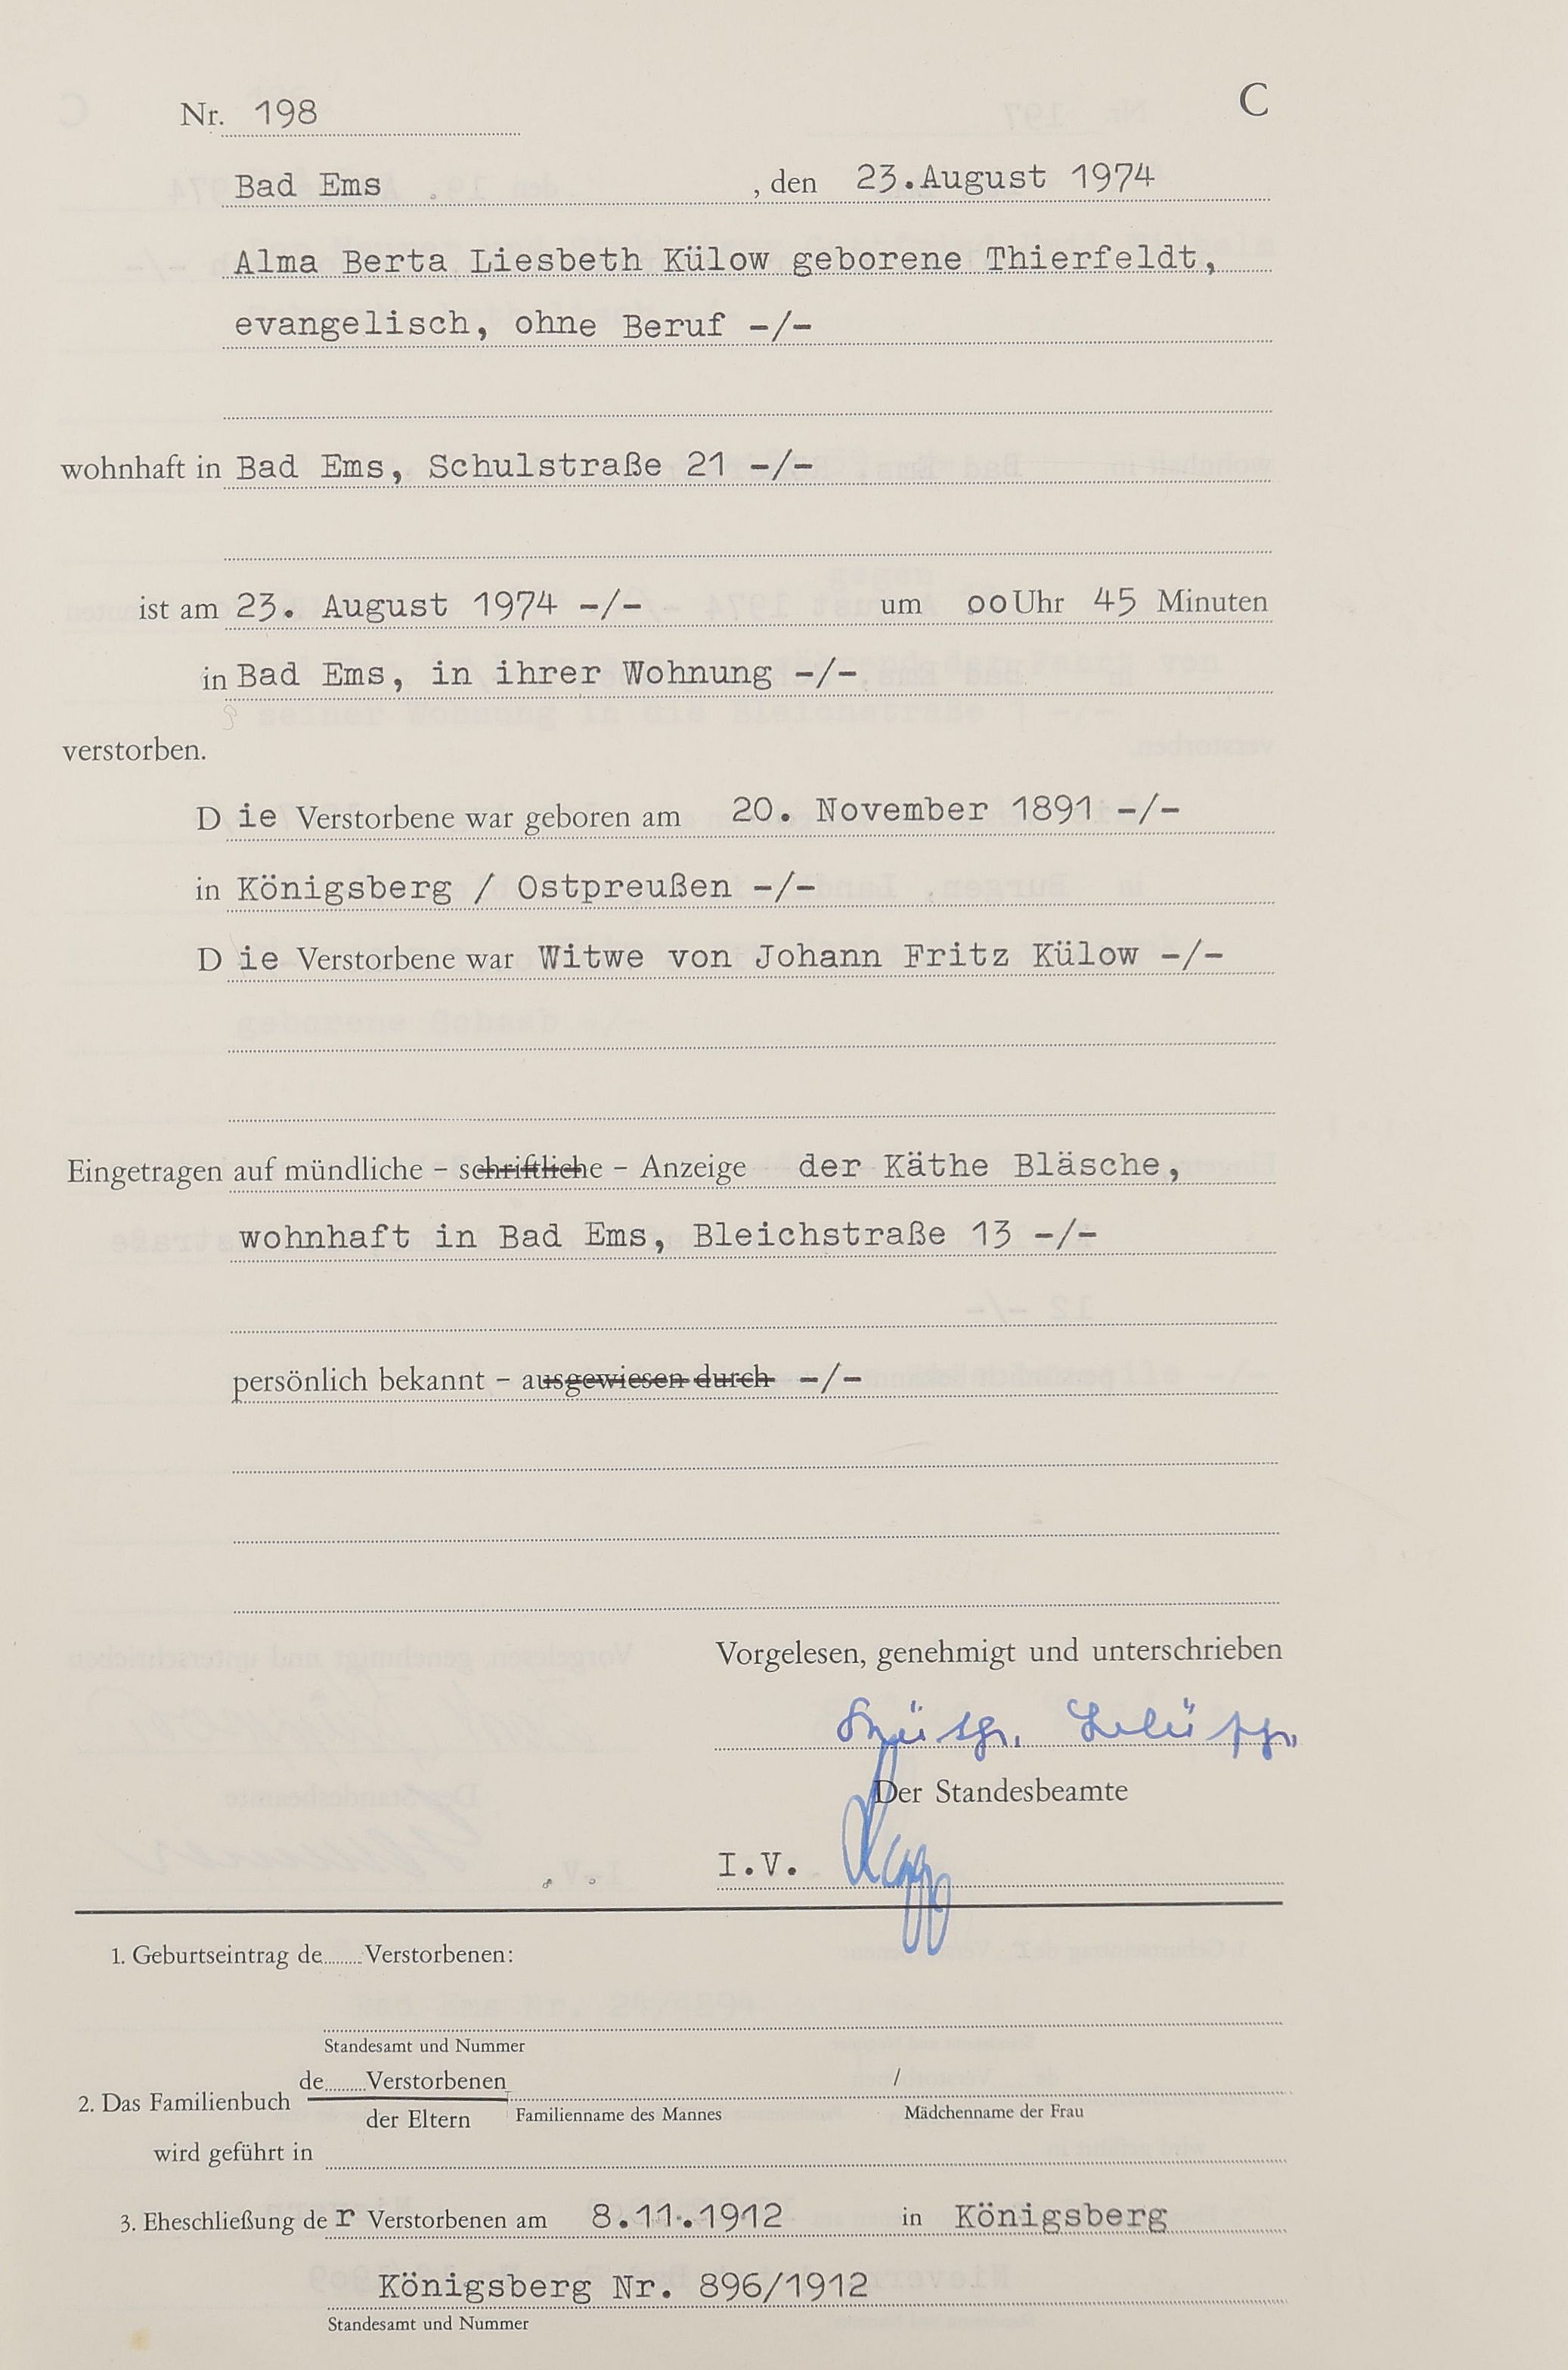 Nr. 198 C
Bad Ems , den 23.August 1974
Alma Berta Liesbeth Külow geborene Thierfeldt,
evangelisch, ohne Beruf -/-
wohnhaft in Bad Ems, Schulstraße 21 -/-
ist am 23. August 1974 -/- um 00 Uhr 45 Minuten
in Bad Ems, in ihrer Wohnung -/-
verstorben.
D ie Verstorbene war geboren am 20. November 1891 -/-
in Königsberg / Ostpreußen -/-
D ie Verstorbene war Witwe von Johann Fritz Külow -/-
Eingetragen auf mündliche – schriftliche – Anzeige der Käthe Bläsche,
wohnhaft in Bad Ems, Bleichstraße 13 -/-
persönlich bekannt – ausgewiesen durch -/-
Vorgelesen, genehmigt und unterschrieben
Der Standesbeamte
I.V.
1. Geburtseintrag de........Verstorbenen:
Standesamt und Nummer
de........Verstorbenen /
2. Das Familienbuch
der Eltern Familienname des Mannes Mädchenname der Frau
wird geführt in
3. Eheschließung de r Verstorbenen am 8.11.1912 in Königsberg
Königsberg Nr. 896/1912
Standesamt und Nummer